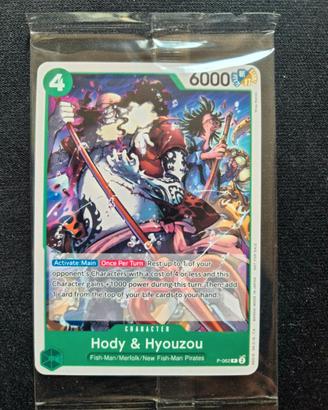 4
6000
Activate: Main Once Per Turn Rest up to 1 of your
opponent's Characters with a cost of 4 or less and this
Character gains +1000 power during this turn. Then, add
1 card from the top of your Life cards to your hand.
CHARACTER
Hody & Hyouzou
Fish-Man/Merfolk/New Fish-Man Pirates
P-062 P